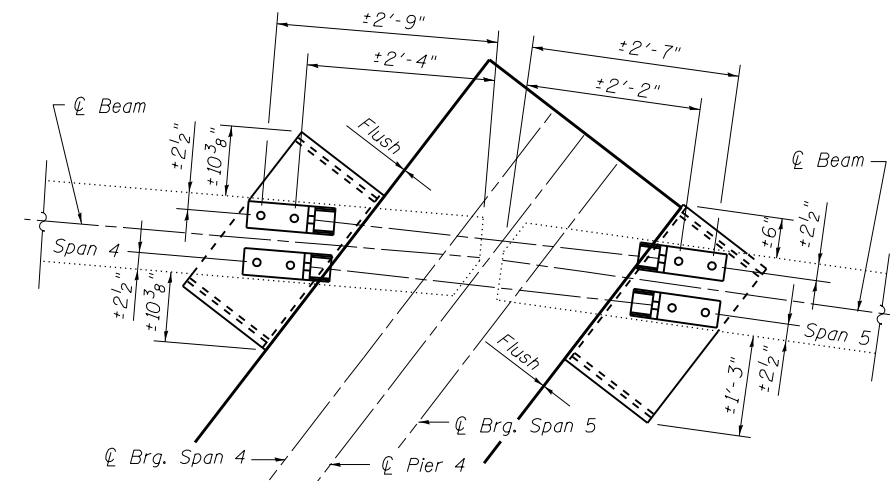 ±2'-9"
±2'-4"
±2'-7"
±2'-2"
℄ Beam
Flush
±2½"
±10⅜"
℄ Beam
±6"
±2½"
Span 4
±2½"
±10⅜"
Span 5
Flush
±1'-3"
±2½"
℄ Brg. Span 5
℄ Brg. Span 4
℄ Pier 4